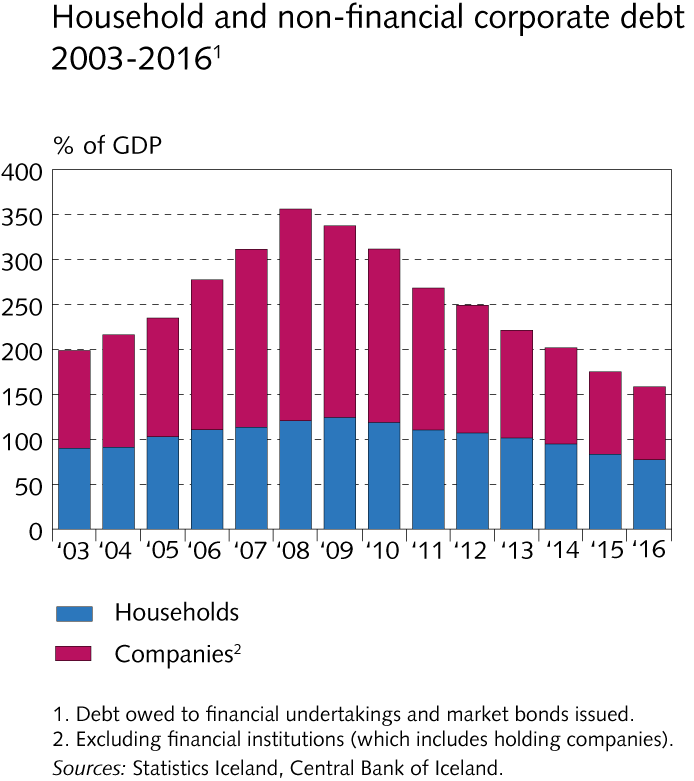 Household and non-financial corporate debt
2003-2016¹
% of GDP
400
350
300
250
200
150
100
50
0
‘03 ‘04 ‘05 ‘06 ‘07 ‘08 ‘09 ‘10 ‘11 ‘12 ‘13 ‘14 ‘15 ‘16
Households
Companies²
1. Debt owed to financial undertakings and market bonds issued.
2. Excluding financial institutions (which includes holding companies).
Sources: Statistics Iceland, Central Bank of Iceland.